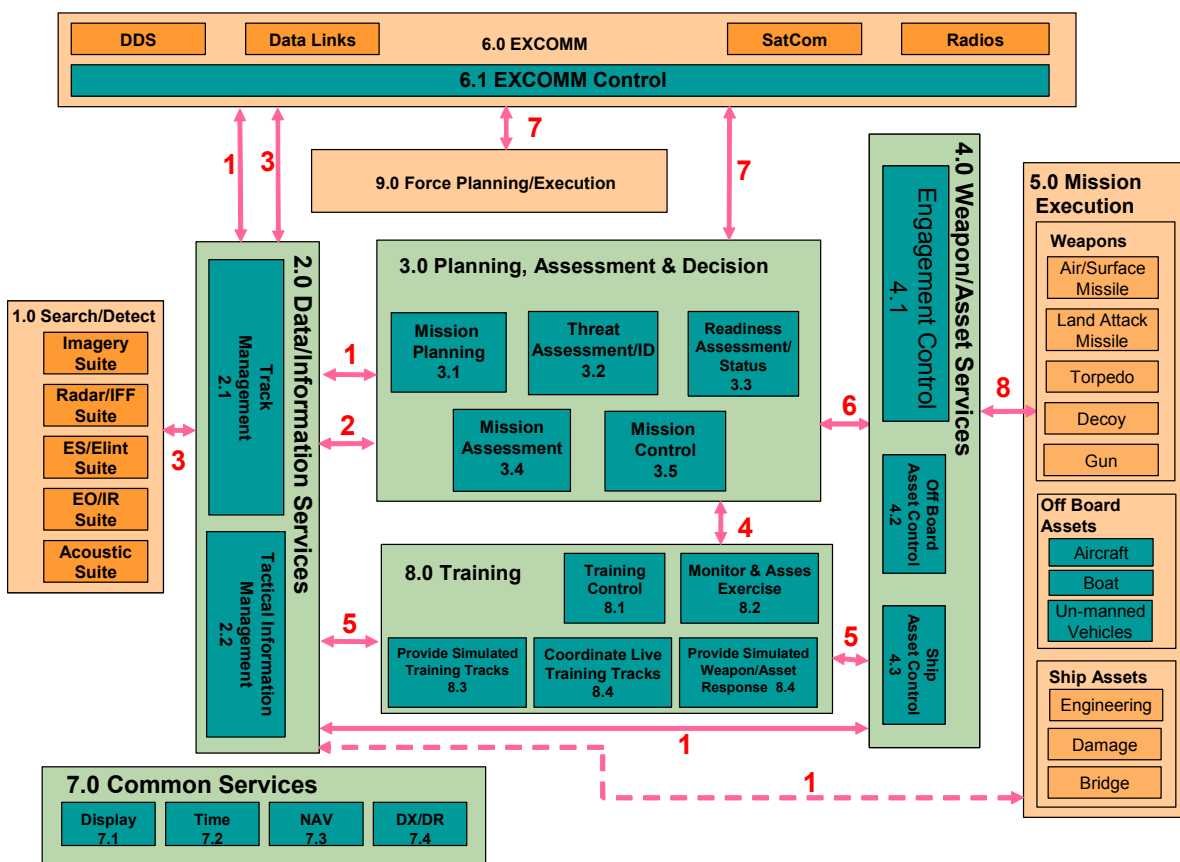 DDS
Data Links
6.0 EXCOMM
SatCom
Radios
6.1 EXCOMM Control
1
3
7
7
9.0 Force Planning/Execution
1.0 Search/Detect
Imagery
Suite
Radar/IFF
Suite
ES/Elint
Suite
EO/IR
Suite
Acoustic
Suite
3
2.0 Data/Information Services
Track
Management
2.1
Tactical Information
Management
2.2
1
2
5
3.0 Planning, Assessment & Decision
Mission
Planning
3.1
Threat
Assessment/ID
3.2
Readiness
Assessment/
Status
3.3
Mission
Assessment
3.4
Mission
Control
3.5
4
6
8.0 Training
Training
Control
8.1
Monitor & Asses
Exercise
8.2
Provide Simulated
Training Tracks
8.3
Coordinate Live
Training Tracks
8.4
Provide Simulated
Weapon/Asset
Response 8.4
5
1
1
4.0 Weapon/Asset Services
Engagement Control
4.1
Off Board
Asset Control
4.2
Ship
Asset Control
4.3
8
5.0 Mission
Execution
Weapons
Air/Surface
Missile
Land Attack
Missile
Torpedo
Decoy
Gun
Off Board
Assets
Aircraft
Boat
Un-manned
Vehicles
Ship Assets
Engineering
Damage
Bridge
7.0 Common Services
Display
7.1
Time
7.2
NAV
7.3
DX/DR
7.4